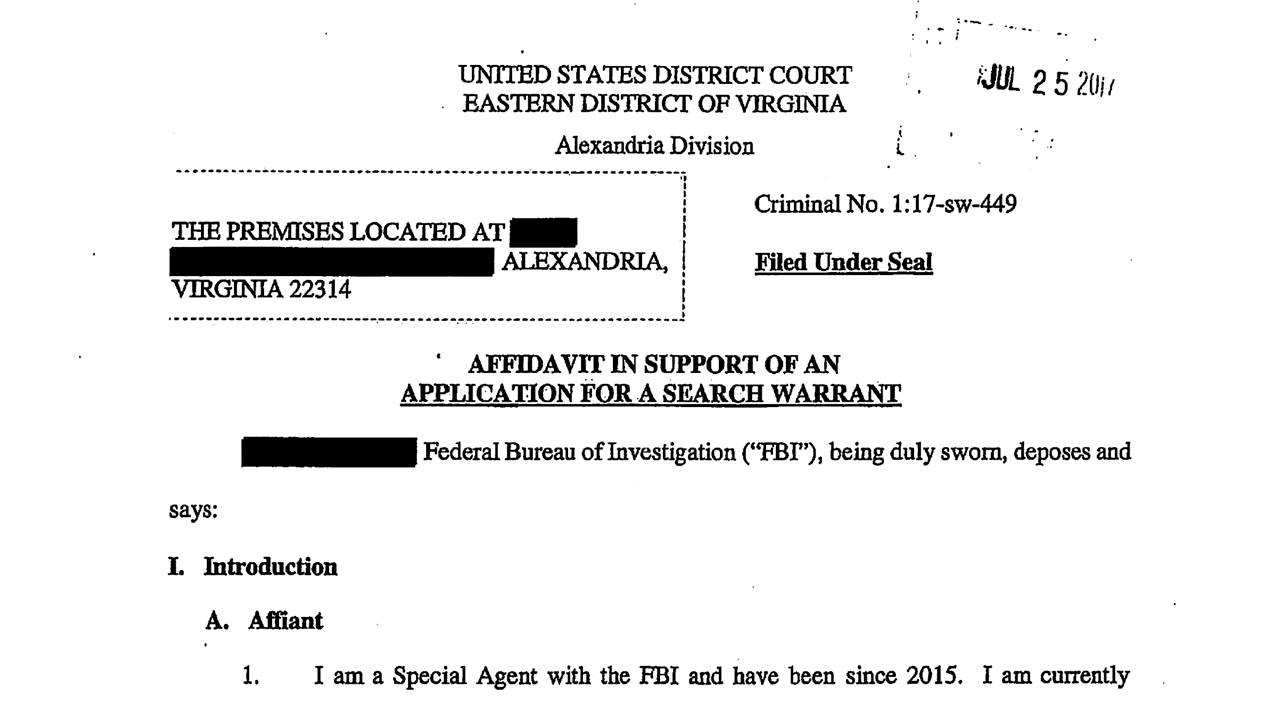 UNITED STATES DISTRICT COURT
EASTERN DISTRICT OF VIRGINIA
JUL 25 2017
Alexandria Division
THE PREMISES LOCATED AT
ALEXANDRIA,
VIRGINIA 22314
Criminal No. 1:17-sw-449
Filed Under Seal
AFFIDAVIT IN SUPPORT OF AN
APPLICATION FOR A SEARCH WARRANT
Federal Bureau of Investigation (“FBI”), being duly sworn, deposes and
says:
I. Introduction
A. Affiant
1. I am a Special Agent with the FBI and have been since 2015. I am currently